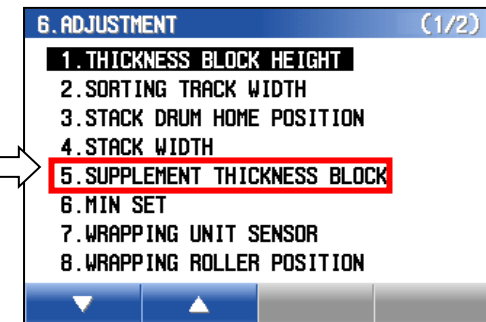 6.ADJUSTMENT (1/2)
1.THICKNESS BLOCK HEIGHT
2.SORTING TRACK WIDTH
3.STACK DRUM HOME POSITION
4.STACK WIDTH
5.SUPPLEMENT THICKNESS BLOCK
6.MIN SET
7.WRAPPING UNIT SENSOR
8.WRAPPING ROLLER POSITION